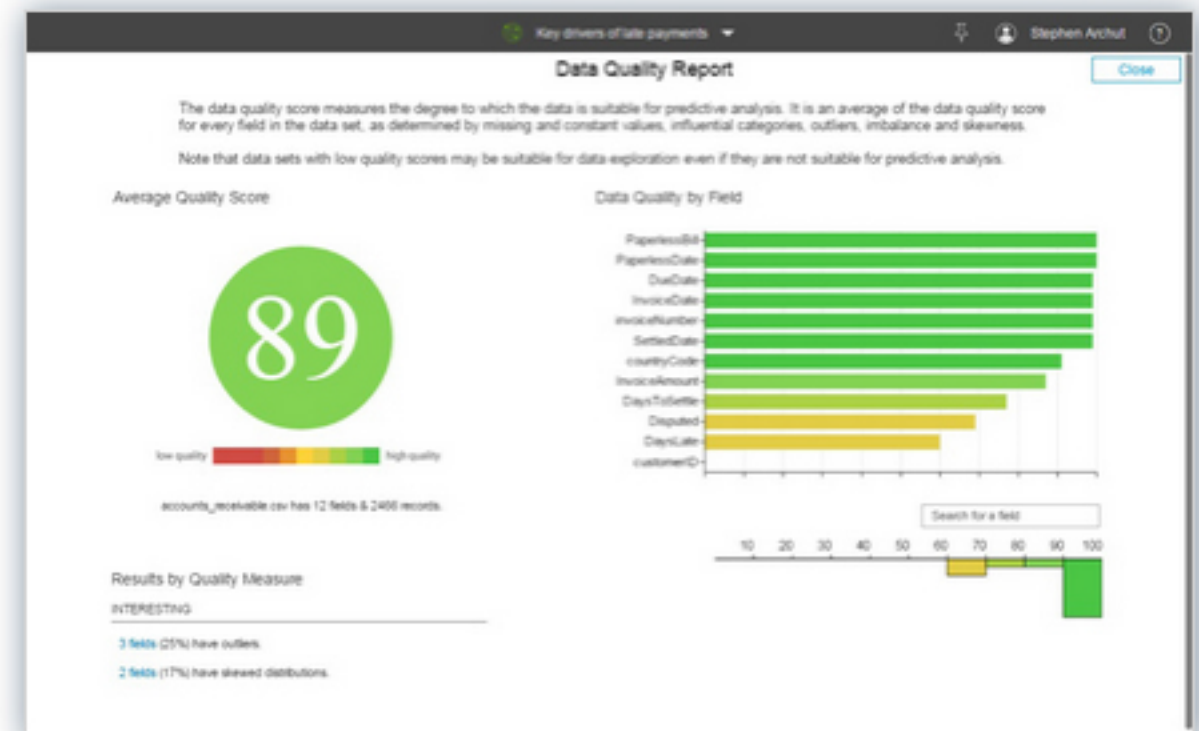 Key drivers of late payments
Stephen Archut
?
Data Quality Report
Close
The data quality score measures the degree to which the data is suitable for predictive analysis. It is an average of the data quality score
for every field in the data set, as determined by missing and constant values, influential categories, outliers, imbalance and skewness.
Note that data sets with low quality scores may be suitable for data exploration even if they are not suitable for predictive analysis.
Average Quality Score
89
low quality
high quality
accounts_receivable.csv has 12 fields & 2466 records.
Data Quality by Field
PaperlessBill
PaperlessDate
DueDate
InvoiceDate
invoiceNumber
SettledDate
countryCode
InvoiceAmount
DaysToSettle
Disputed
DaysLate
customerID
Search for a field
10 20 30 40 50 60 70 80 90 100
Results by Quality Measure
INTERESTING
3 fields (25%) have outliers.
2 fields (17%) have skewed distributions.